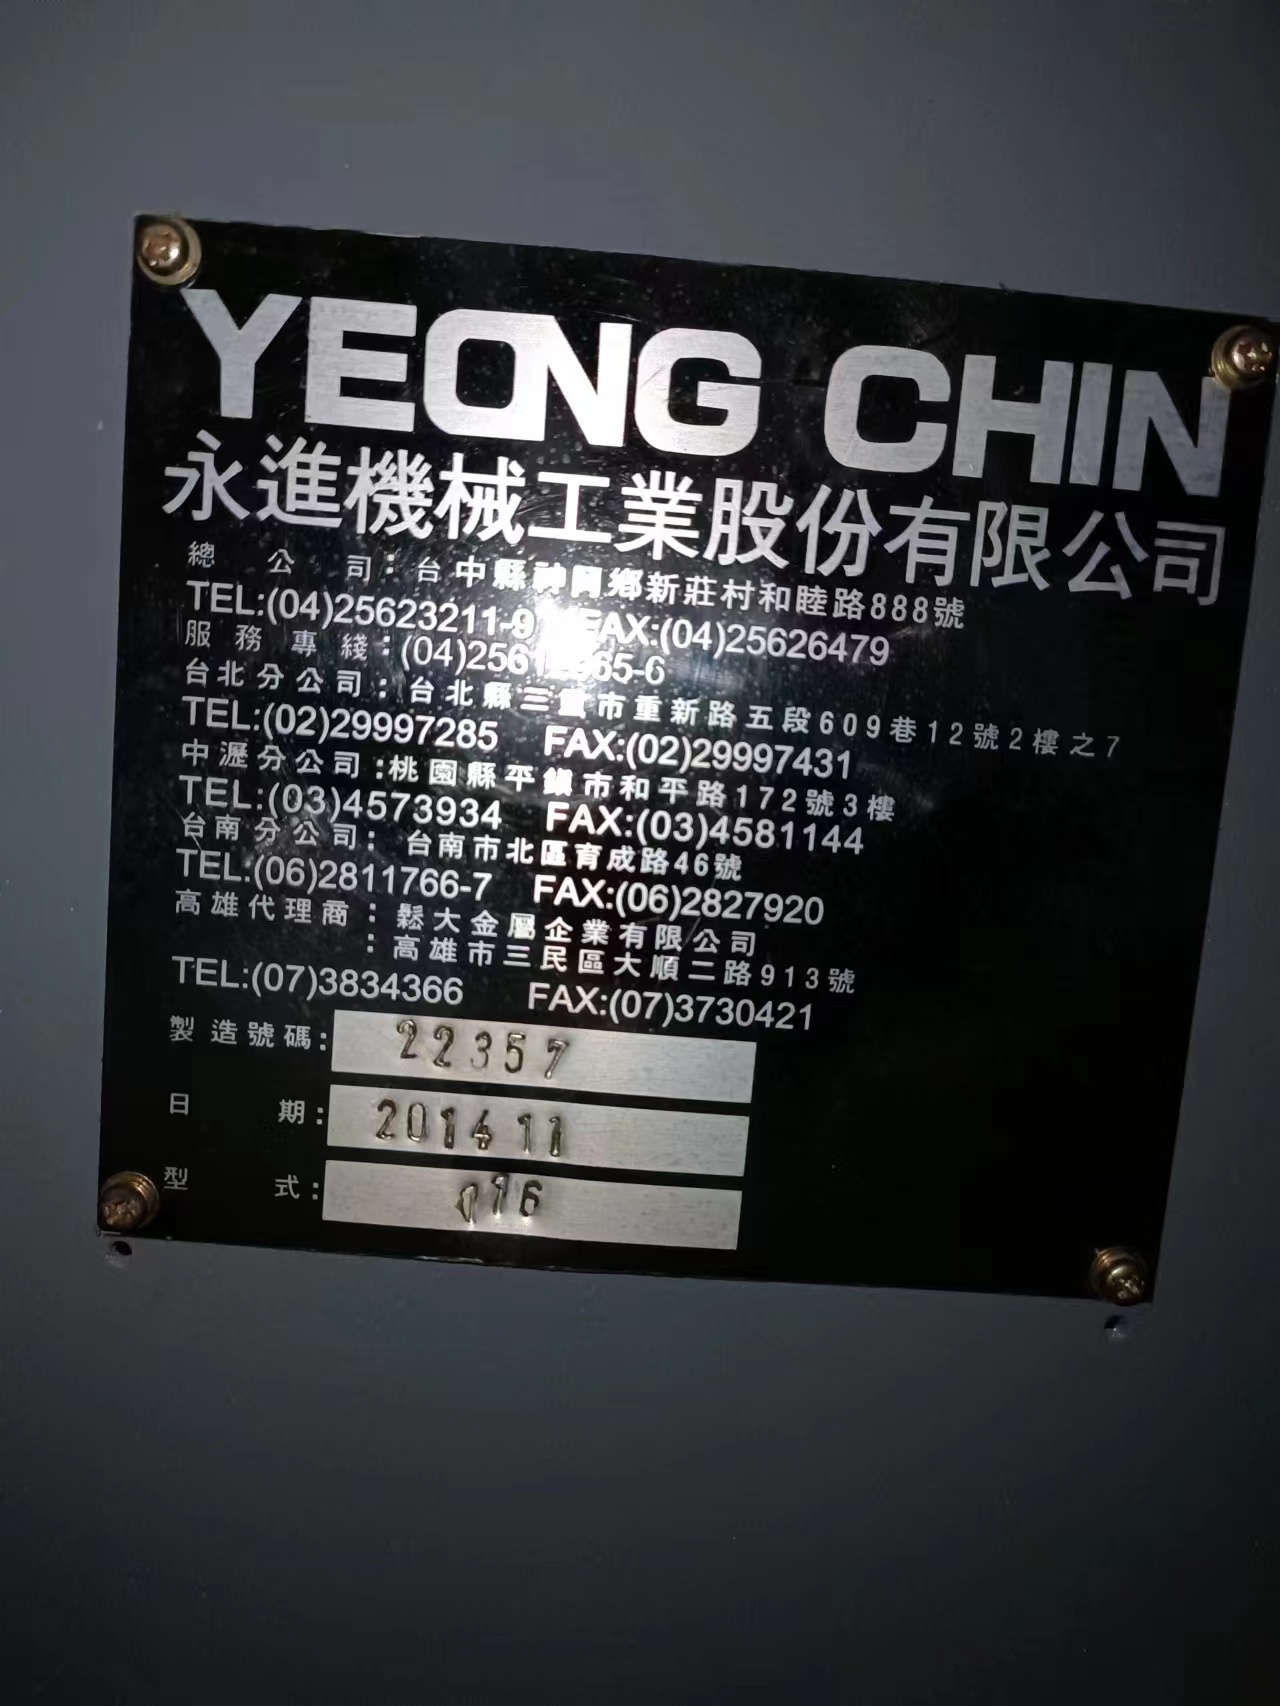 YEONG CHIN
永進機械工業股份有限公司
總公司：台中縣神岡鄉新莊村和睦路888號
TEL:(04)25623211-9 FAX:(04)25626479
服務專綫：
台北分公司：台北縣三重市重新路五段609巷12號2樓之7
TEL:(02)29997285 FAX:(02)29997431
中瀝分公司：桃園縣平鎮市和平路172號3樓
TEL:(03)4573934 FAX:(03)4581144
台南分公司：台南市北區育成路46號
TEL:(06)2811766-7 FAX:(06)2827920
高雄代理商：鬆大金屬企業有限公司
：高雄市三民區大順二路913號
TEL:(07)3834366 FAX:(07)3730421
製造號碼：22357
日期：2014 11
型式：